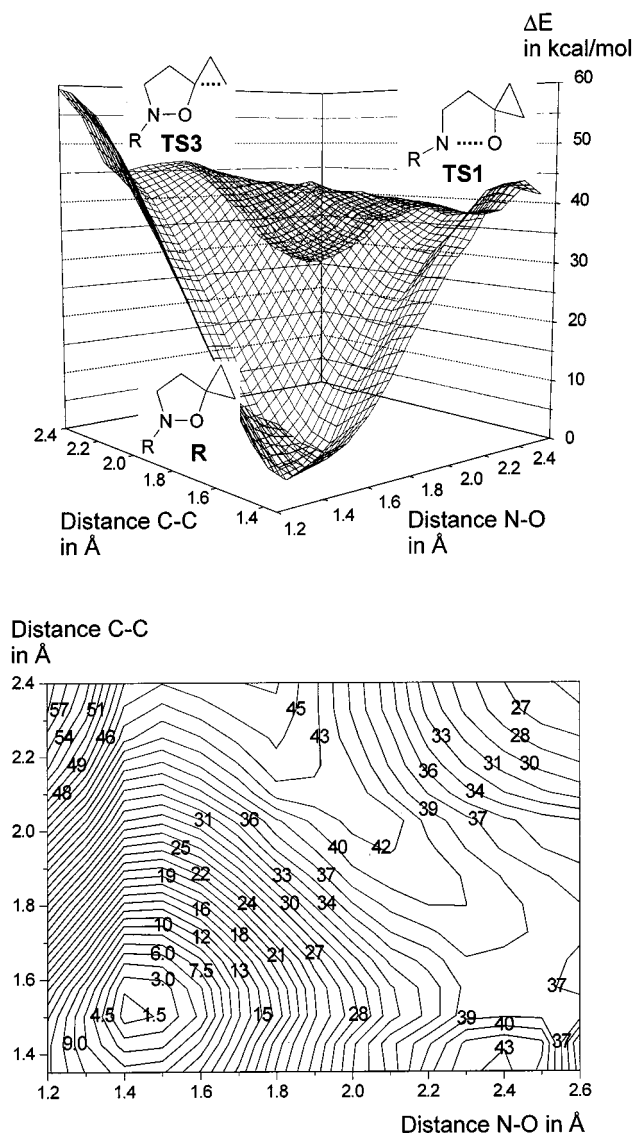 ΔE
in kcal/mol
60
50
40
30
20
10
0
N
O
R
TS3
N
O
R
TS1
N
O
R
R
2.4
2.2
2.0
1.8
1.6
1.4
1.2
1.4
1.6
1.8
2.0
2.2
2.4
Distance C-C
in Å
Distance N-O
in Å
Distance C-C
in Å
2.4
57 51 45 27
54 46 43 33 28
2.2
49 36 31 30
48 34
39 37
2.0
31 36
25 40 42
19 22 33 37
1.8
16 24 30 34
10
12 18
6.0 21 27
7.5 13
1.6
3.0 37
4.5 1.5 15 28 39
40
9.0 43 37
1.4
1.2 1.4 1.6 1.8 2.0 2.2 2.4 2.6
Distance N-O in Å